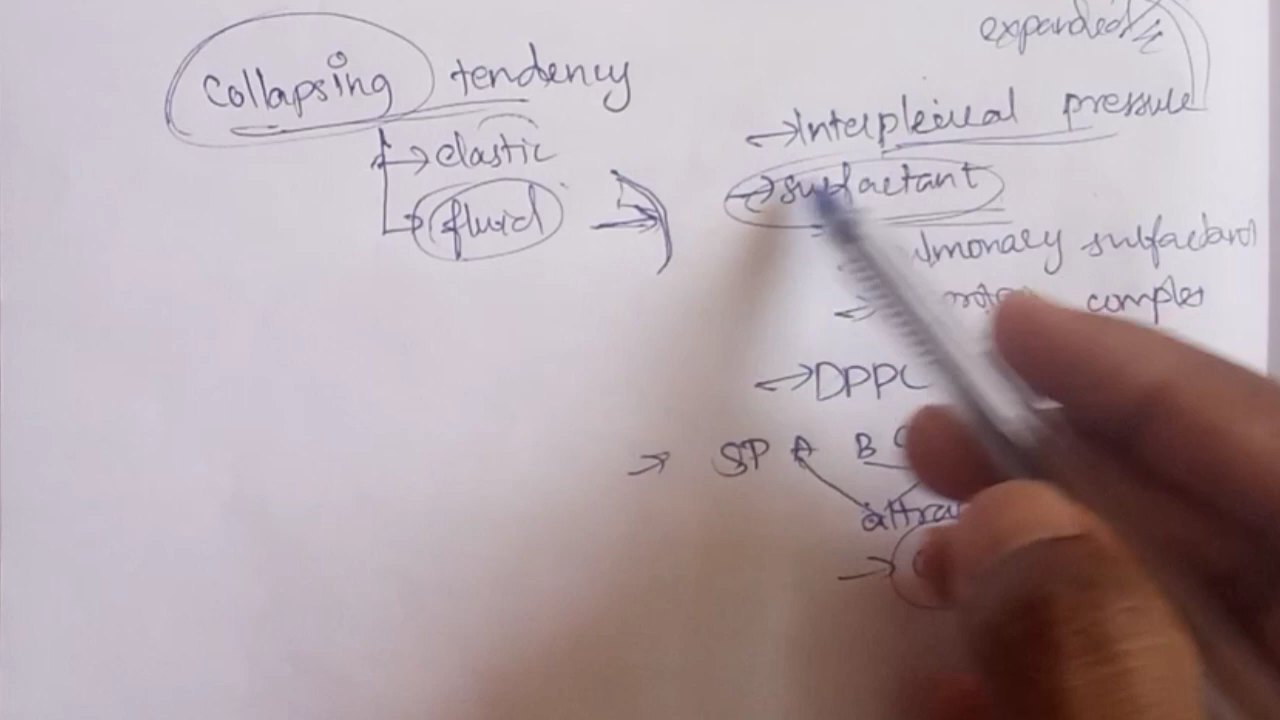 expanded
Collapsing tendency
→ elastic
→ fluid →
→ Interpleural pressure
→ surfactant
pulmonary surfactant
→ complex
→ DPPC
→ SP A B C
→